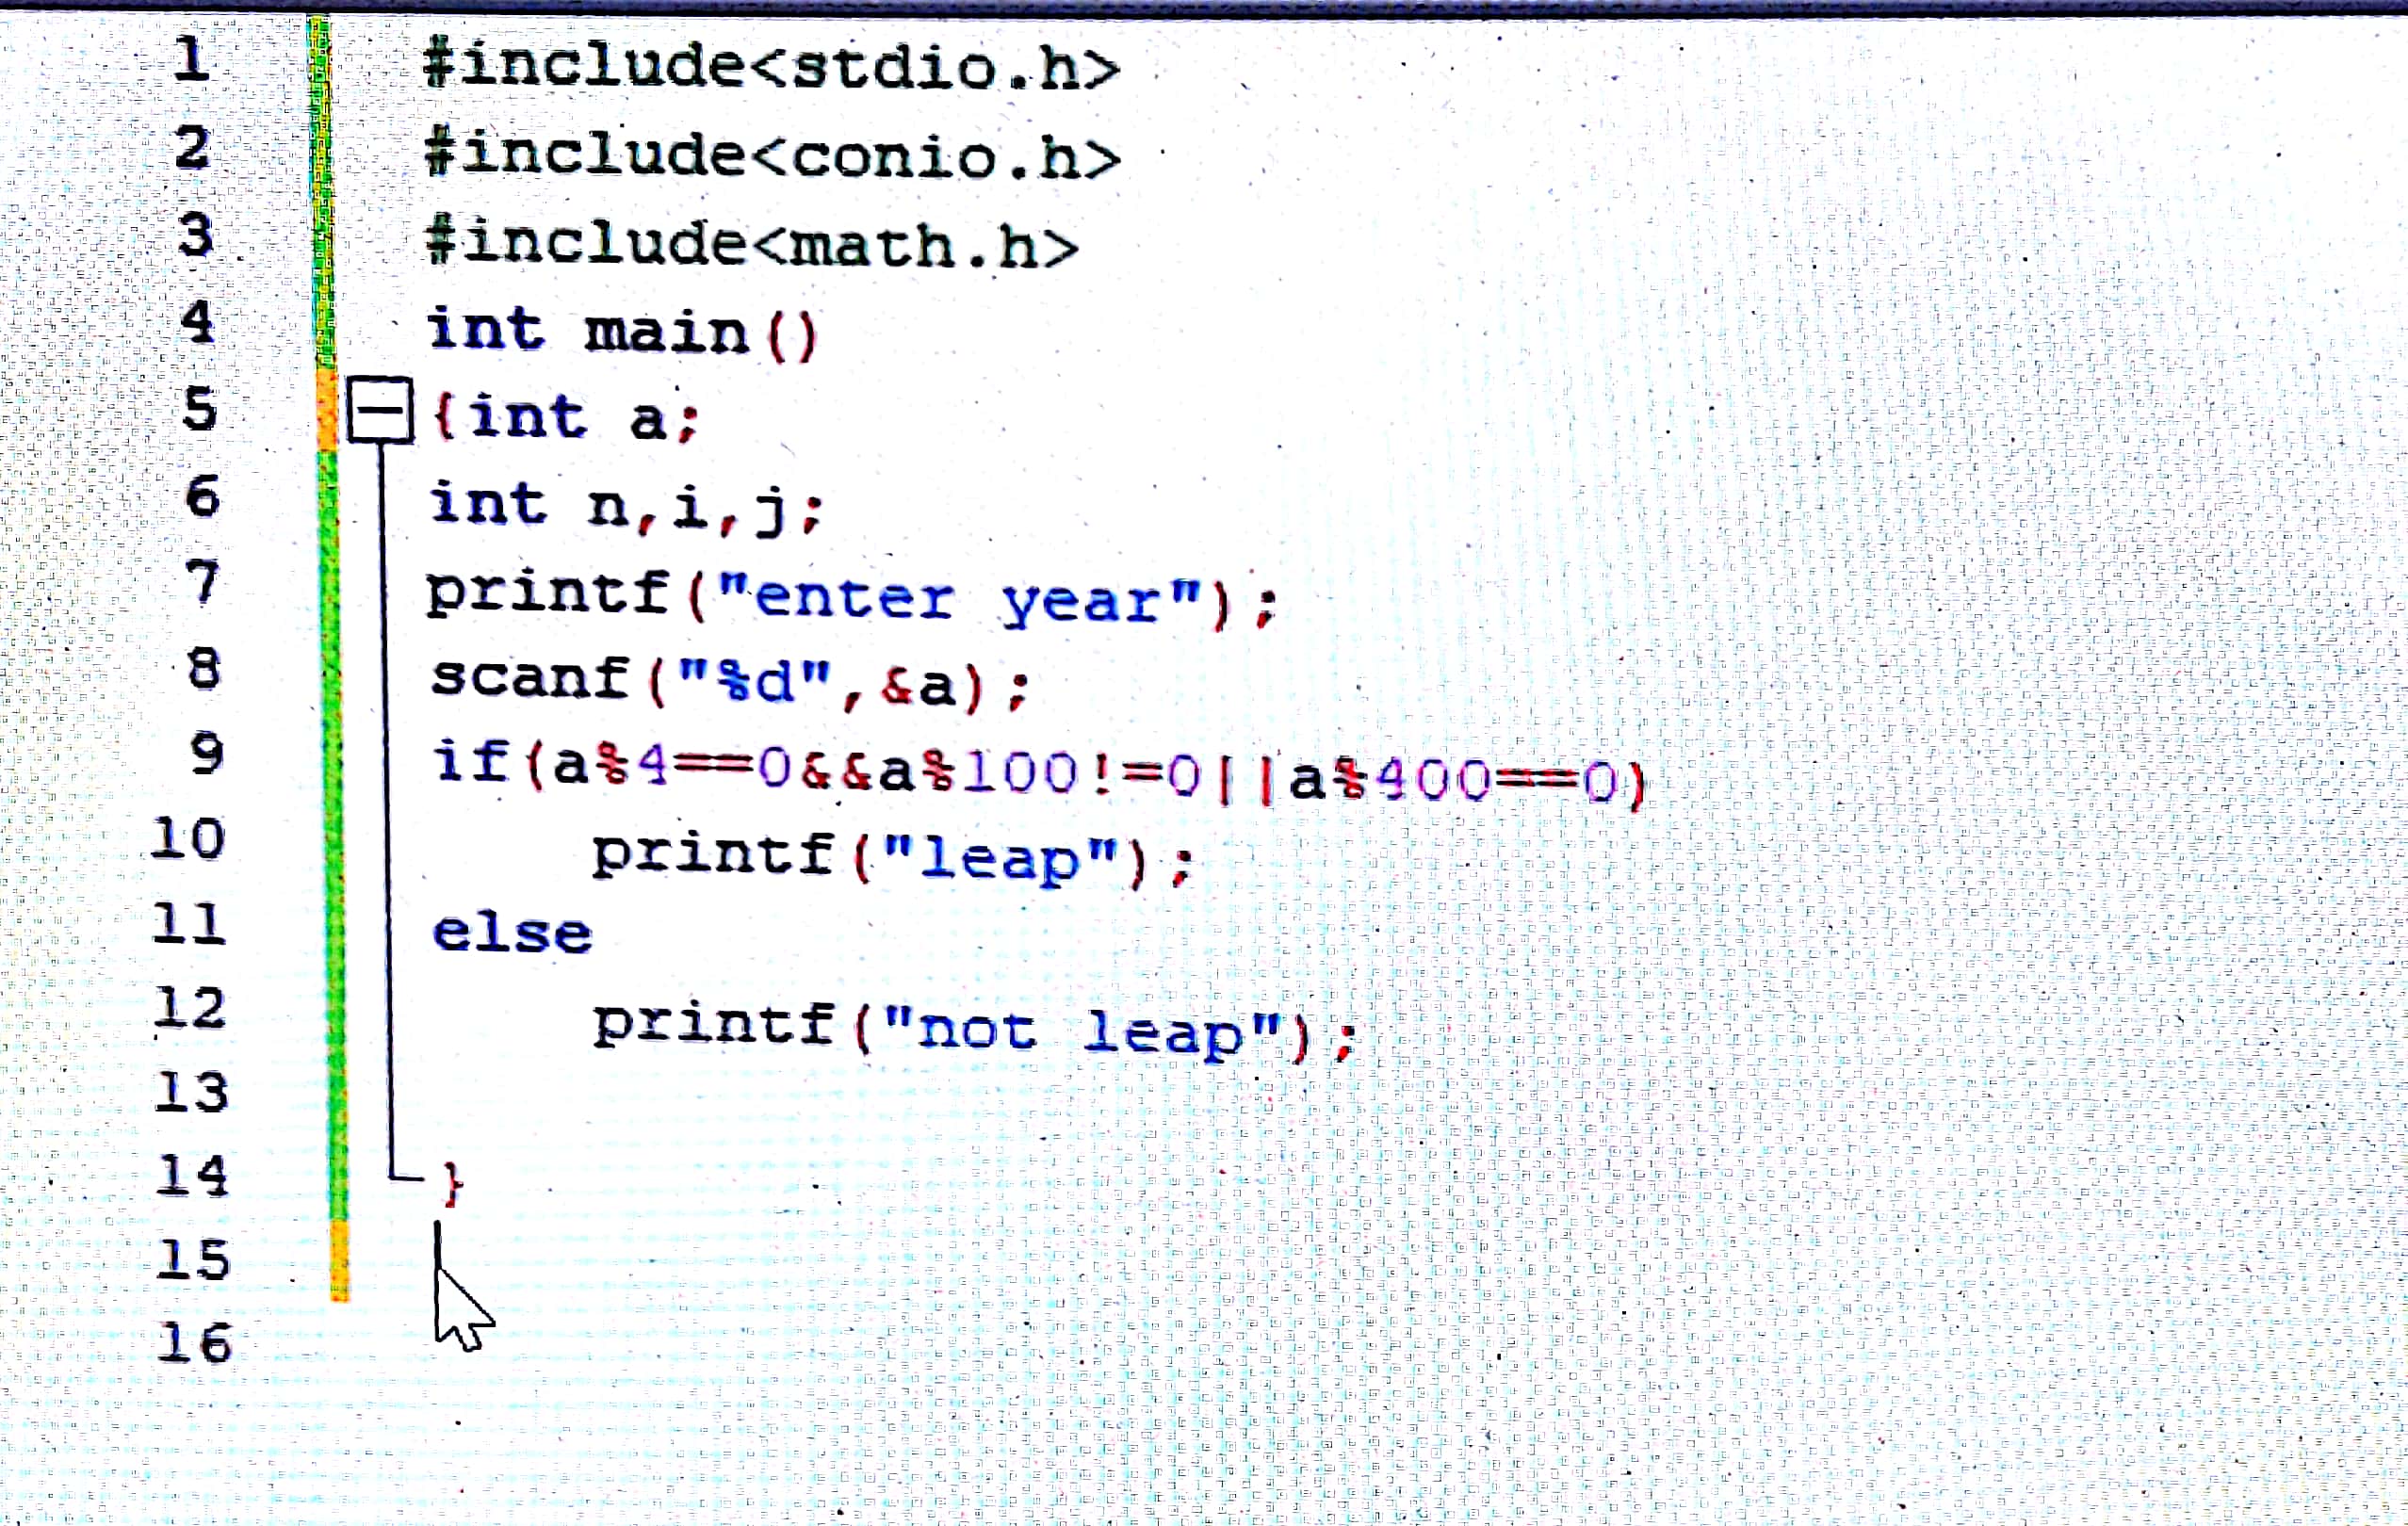 1 #include<stdio.h>
2 #include<conio.h>
3 #include<math.h>
4 int main()
5 {int a;
6 int n,i,j;
7 printf("enter year");
8 scanf("%d",&a);
9 if(a%4==0&&a%100!=0||a%400==0)
10 printf("leap");
11 else
12 printf("not leap");
13
14 }
15
16